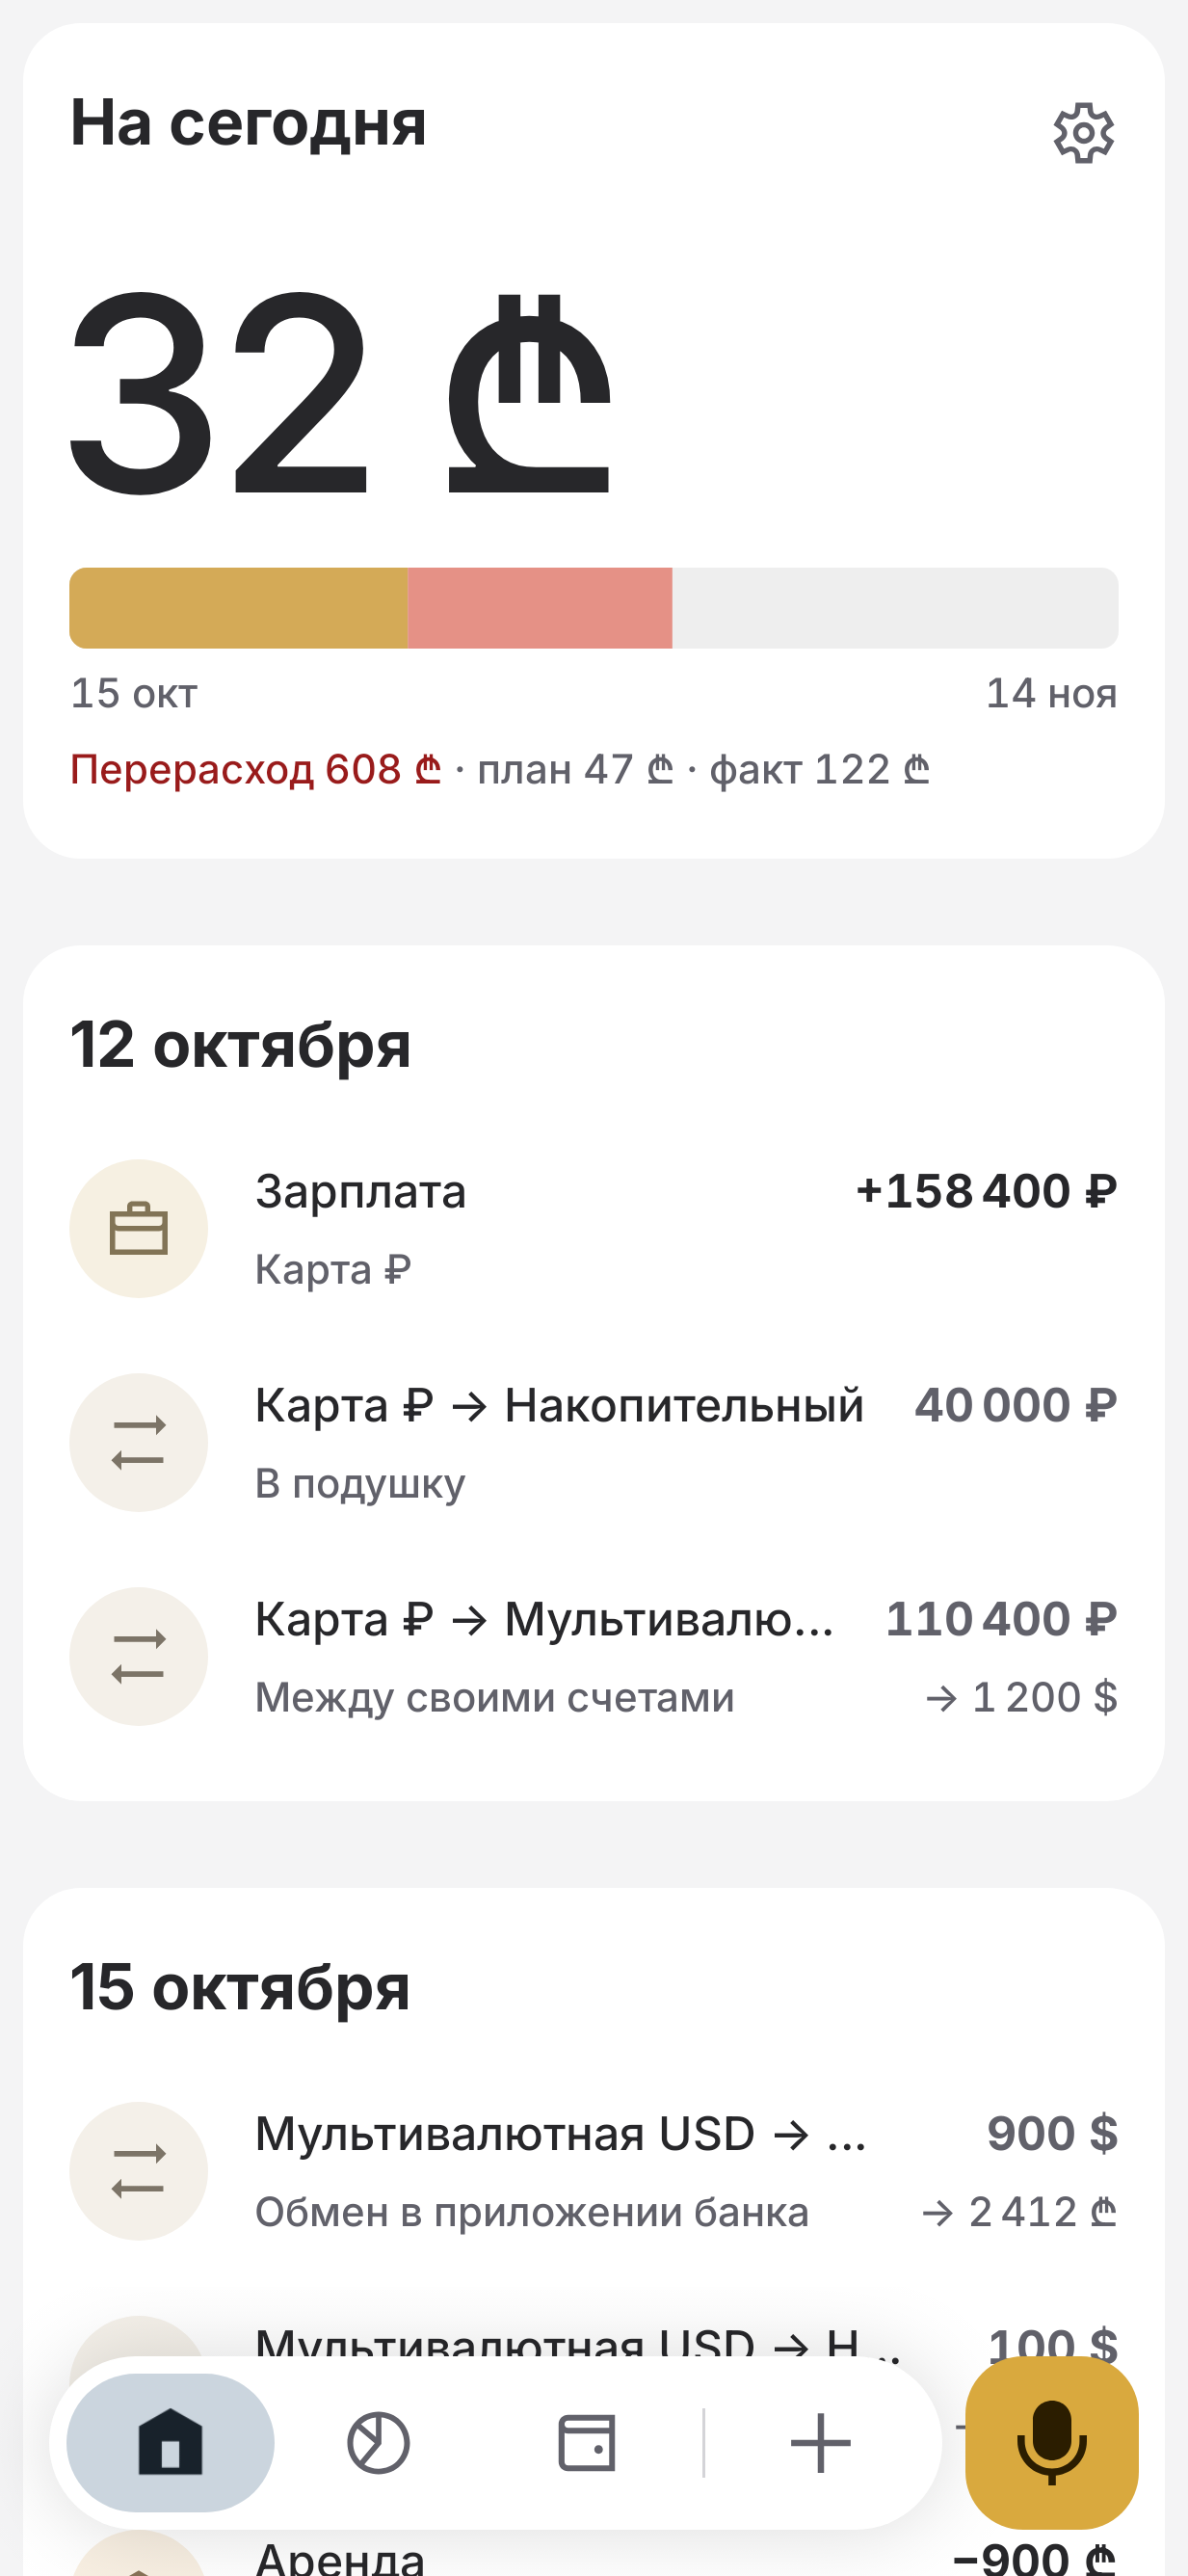 На сегодня
32 ₾
15 окт 14 ноя
Перерасход 608 ₾ · план 47 ₾ · факт 122 ₾
12 октября
Зарплата +158 400 ₽
Карта ₽
Карта ₽ → Накопительный 40 000 ₽
В подушку
Карта ₽ → Мультивалю... 110 400 ₽
Между своими счетами → 1 200 $
15 октября
Мультивалютная USD → ... 900 $
Обмен в приложении банка → 2 412 ₾
Мультивалютная USD → Н... 100 $
Аренда −900 ₾